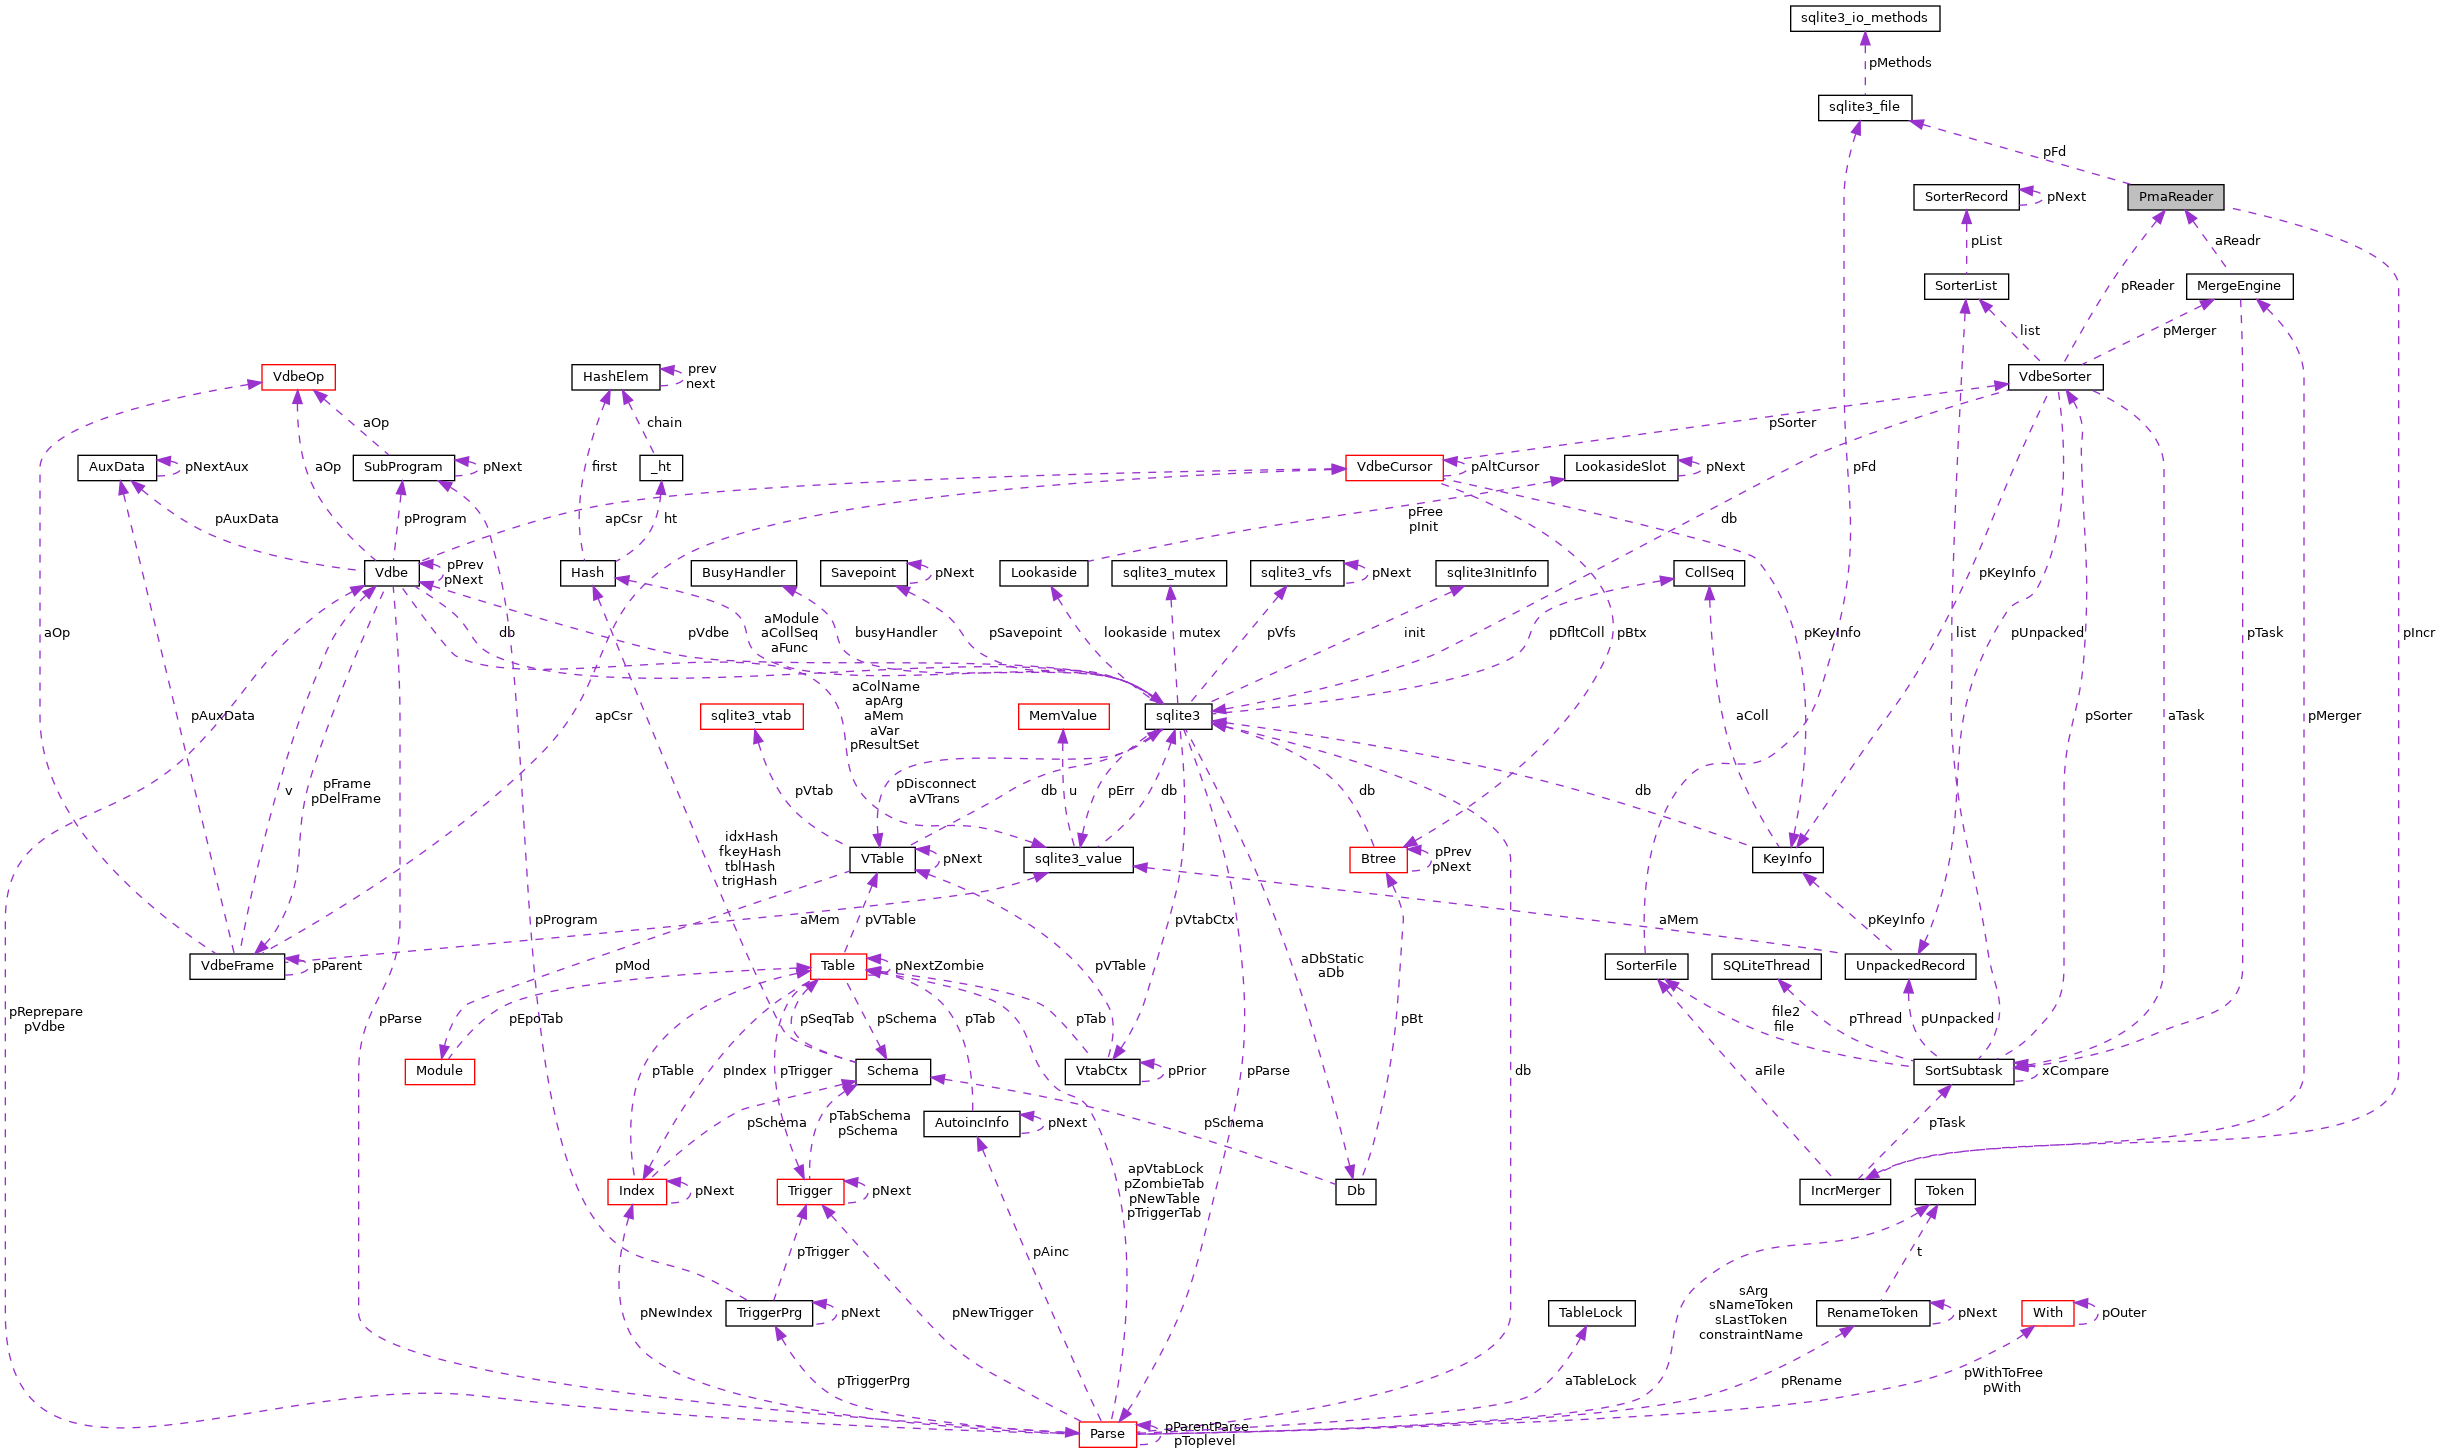 sqlite3_io_methods
pMethods
sqlite3_file
pFd
SorterRecord
pNext
PmaReader
pList
aReadr
SorterList
pReader
MergeEngine
list
pMerger
VdbeOp
HashElem
prev
next
VdbeSorter
aOp
chain
pSorter
AuxData
pNextAux
aOp
SubProgram
pNext
first
_ht
VdbeCursor
pAltCursor
LookasideSlot
pNext
pFd
pAuxData
pProgram
apCsr
ht
pFree
pInit
db
Vdbe
pPrev
pNext
Hash
BusyHandler
Savepoint
pNext
Lookaside
sqlite3_mutex
sqlite3_vfs
pNext
sqlite3InitInfo
CollSeq
pKeyInfo
aOp
db
pVdbe
aModule
aCollSeq
aFunc
busyHandler
pSavepoint
lookaside
mutex
pVfs
init
pDfltColl
pBtx
pKeyInfo
list
pUnpacked
pTask
pIncr
pAuxData
apCsr
sqlite3_vtab
aColName
apArg
aMem
aVar
pResultSet
MemValue
sqlite3
aColl
pSorter
aTask
pMerger
v
pFrame
pDelFrame
pVtab
pDisconnect
aVTrans
db
u
pErr
db
db
db
idxHash
fkeyHash
tblHash
trigHash
VTable
pNext
sqlite3_value
Btree
pPrev
pNext
KeyInfo
pProgram
aMem
pVTable
pVtabCtx
aMem
pKeyInfo
VdbeFrame
pParent
pMod
Table
pNextZombie
pVTable
aDbStatic
aDb
SorterFile
SQLiteThread
UnpackedRecord
pReprepare
pVdbe
pParse
pEpoTab
pSeqTab
pSchema
pTab
pTab
pBt
file2
file
pThread
pUnpacked
Module
pTable
pIndex
pTrigger
Schema
VtabCtx
pPrior
pParse
db
aFile
SortSubtask
xCompare
pSchema
pTabSchema
pSchema
AutoincInfo
pNext
pSchema
pTask
Index
pNext
Trigger
pNext
apVtabLock
pZombieTab
pNewTable
pTriggerTab
Db
IncrMerger
Token
pTrigger
pAinc
t
pNewIndex
TriggerPrg
pNext
pNewTrigger
TableLock
sArg
sNameToken
sLastToken
constraintName
RenameToken
pNext
With
pOuter
pTriggerPrg
aTableLock
pRename
pWithToFree
pWith
Parse
pParentParse
pToplevel